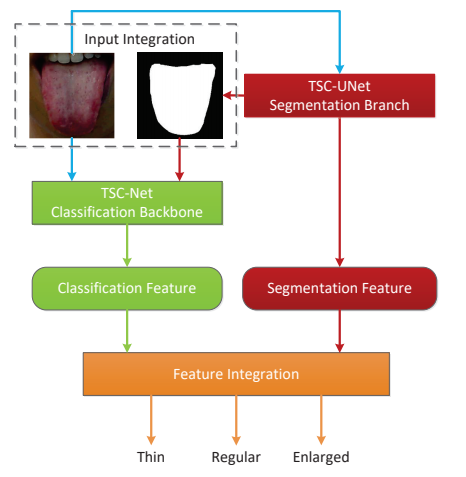 Input Integration
TSC-UNet
Segmentation Branch
TSC-Net
Classification Backbone
Classification Feature
Segmentation Feature
Feature Integration
Thin
Regular
Enlarged